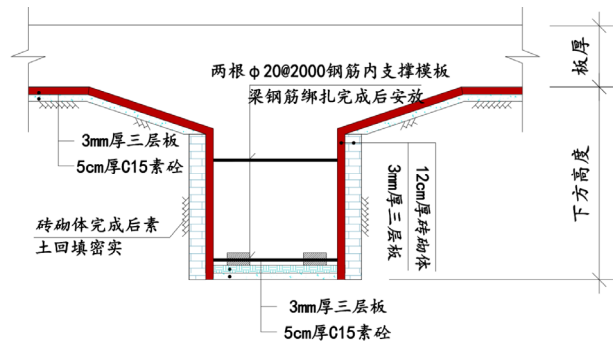 两根φ20@2000钢筋内支撑模板
梁钢筋绑扎完成后安放
板厚
3mm厚三层板
5cm厚C15素砼
12cm厚砖砌体
3mm厚三层板
下方高度
砖砌体完成后素
土回填密实
3mm厚三层板
5cm厚C15素砼